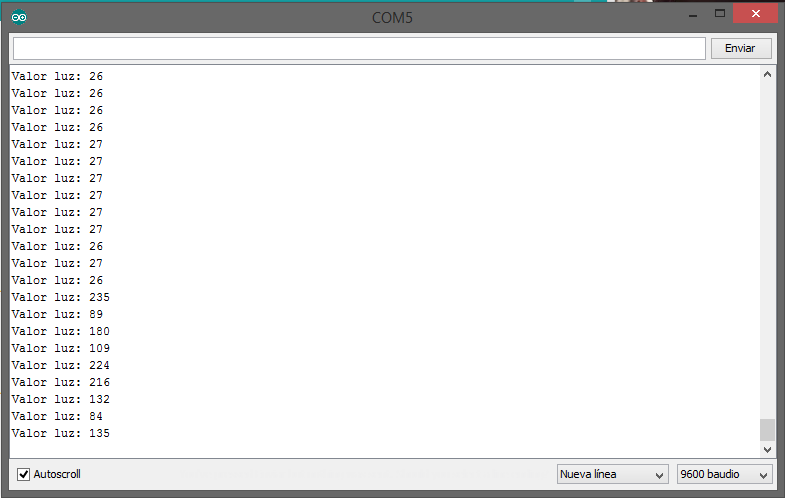 COM5
Enviar
Valor luz: 26
Valor luz: 26
Valor luz: 26
Valor luz: 26
Valor luz: 27
Valor luz: 27
Valor luz: 27
Valor luz: 27
Valor luz: 27
Valor luz: 27
Valor luz: 26
Valor luz: 27
Valor luz: 26
Valor luz: 235
Valor luz: 89
Valor luz: 180
Valor luz: 109
Valor luz: 224
Valor luz: 216
Valor luz: 132
Valor luz: 84
Valor luz: 135
Autoscroll Nueva línea 9600 baudio